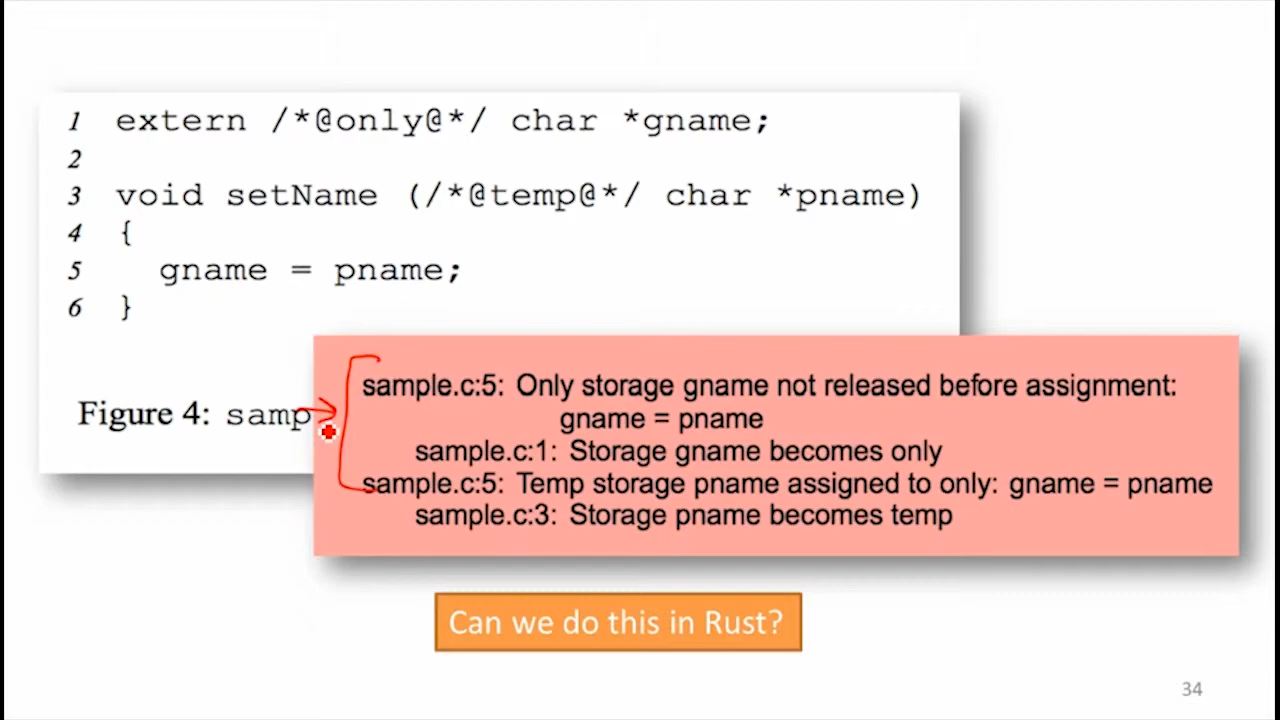 1 extern /*@only@*/ char *gname;
2
3 void setName (/*@temp@*/ char *pname)
4 {
5 gname = pname;
6 }
Figure 4: samp
sample.c:5: Only storage gname not released before assignment:
gname = pname
sample.c:1: Storage gname becomes only
sample.c:5: Temp storage pname assigned to only: gname = pname
sample.c:3: Storage pname becomes temp
Can we do this in Rust?
34